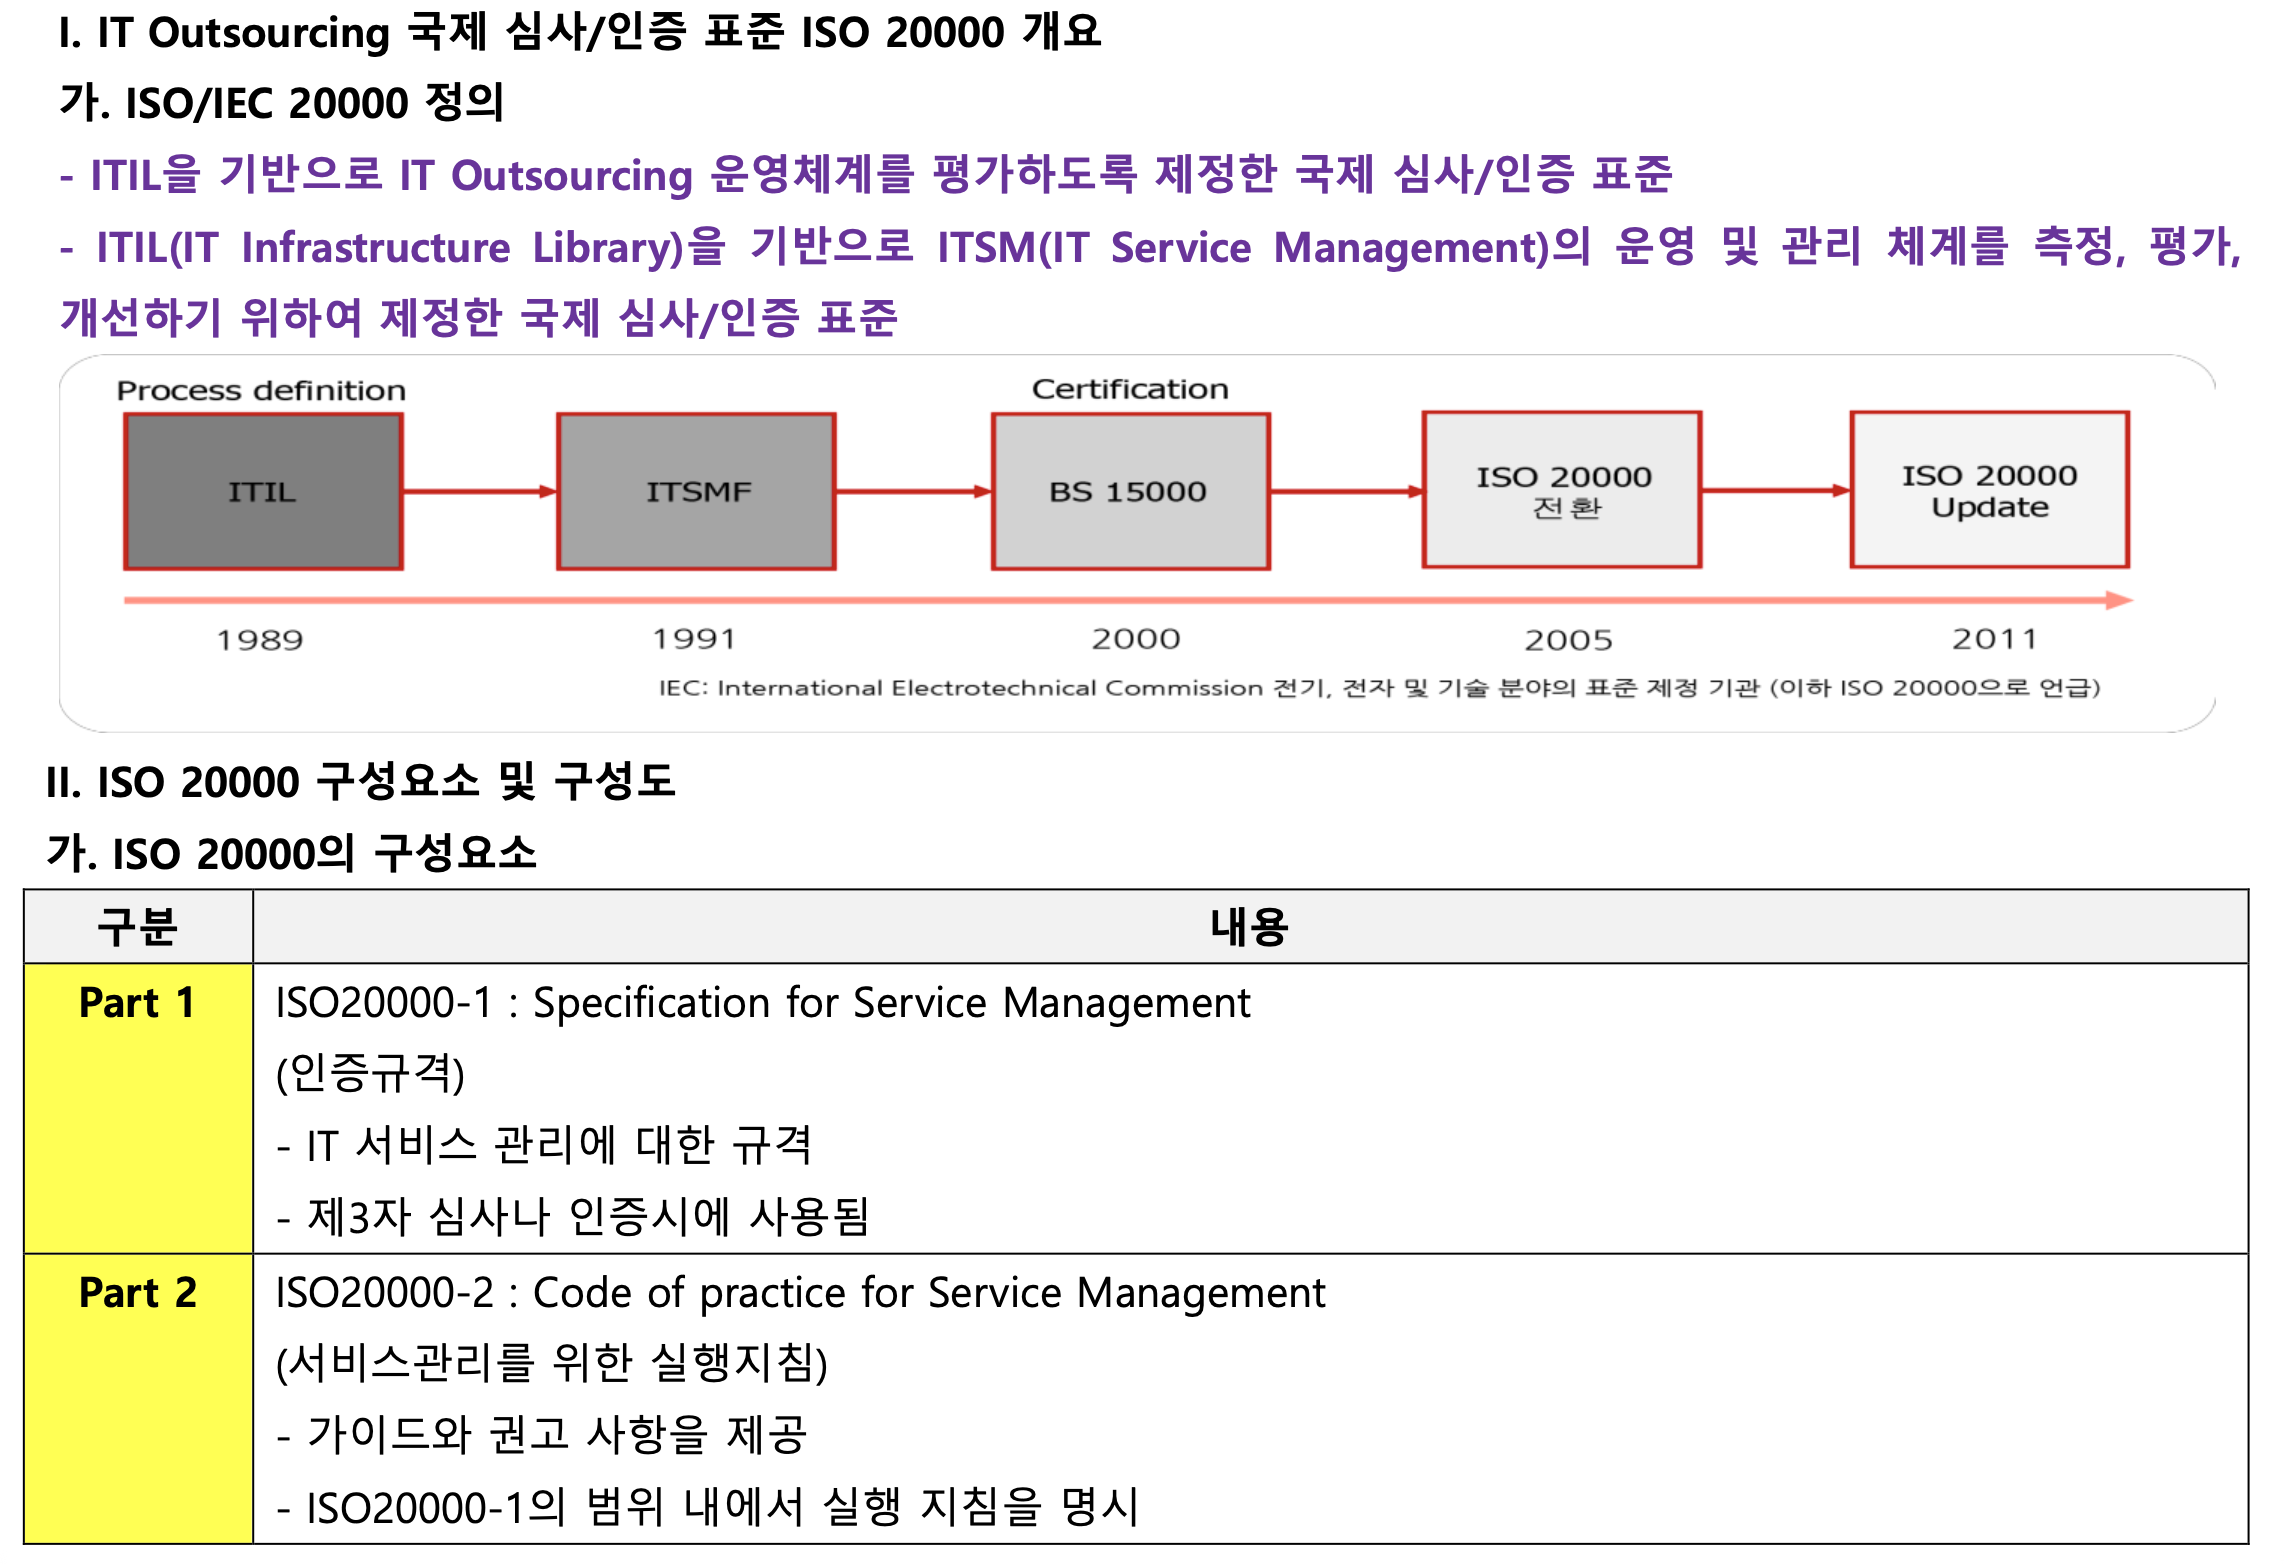 I. IT Outsourcing 국제 심사/인증 표준 ISO 20000 개요
가. ISO/IEC 20000 정의
- ITIL을 기반으로 IT Outsourcing 운영체계를 평가하도록 제정한 국제 심사/인증 표준
- ITIL(IT Infrastructure Library)을 기반으로 ITSM(IT Service Management)의 운영 및 관리 체계를 측정, 평가,
개선하기 위하여 제정한 국제 심사/인증 표준
Process definition
Certification
ITIL
ITSMF
BS 15000
ISO 20000
전환
ISO 20000
Update
1989
1991
2000
2005
2011
IEC: International Electrotechnical Commission 전기, 전자 및 기술 분야의 표준 제정 기관 (이하 ISO 20000으로 언급)
II. ISO 20000 구성요소 및 구성도
가. ISO 20000의 구성요소
구분
내용
Part 1
ISO20000-1 : Specification for Service Management
(인증규격)
- IT 서비스 관리에 대한 규격
- 제3자 심사나 인증시에 사용됨
Part 2
ISO20000-2 : Code of practice for Service Management
(서비스관리를 위한 실행지침)
- 가이드와 권고 사항을 제공
- ISO20000-1의 범위 내에서 실행 지침을 명시